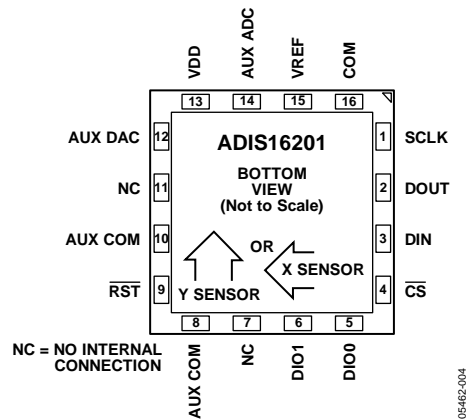 VDD
AUX ADC
VREF
COM
13
14
15
16
AUX DAC
12
ADIS16201
1
SCLK
NC
11
BOTTOM
VIEW
(Not to Scale)
2
DOUT
AUX COM
10
OR
3
DIN
X SENSOR
RST
9
Y SENSOR
4
CS
8
7
6
5
NC = NO INTERNAL
CONNECTION
AUX COM
NC
DIO1
DIO0
05462-004